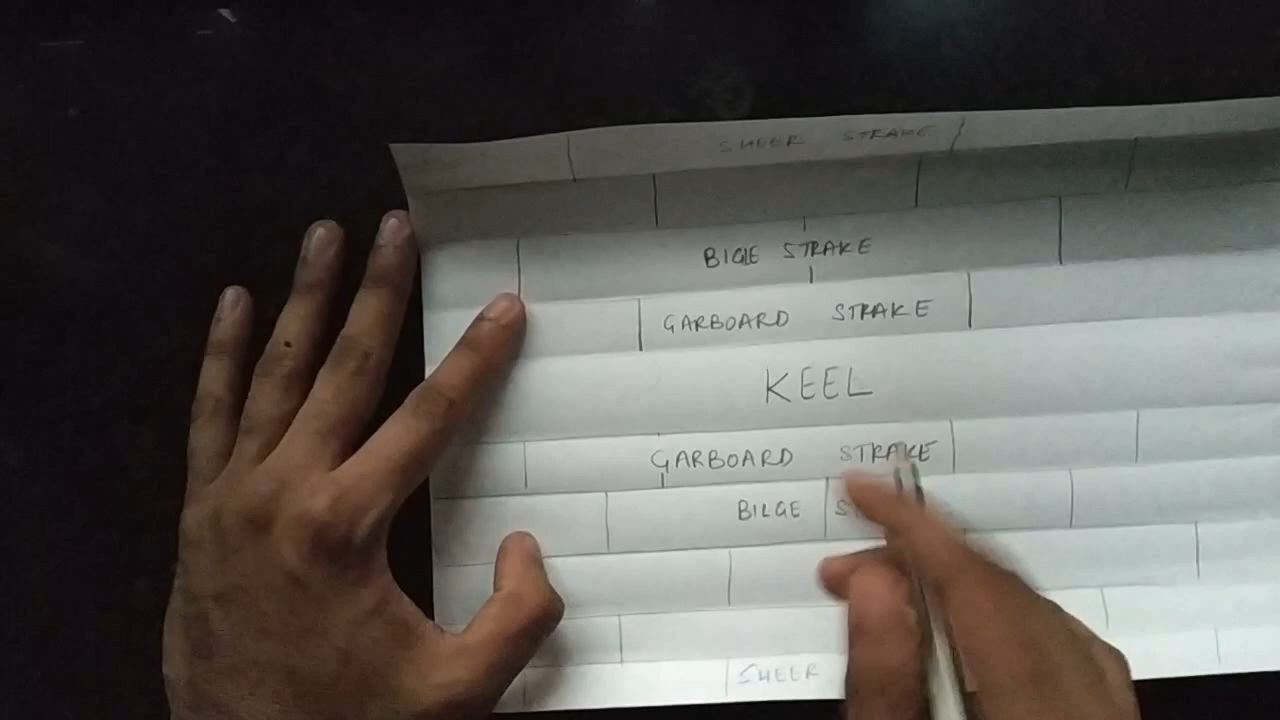 SHEER STRAKE
BIGLE STRAKE
GARBOARD STRAKE
KEEL
GARBOARD STRAKE
BILGE
SHEER